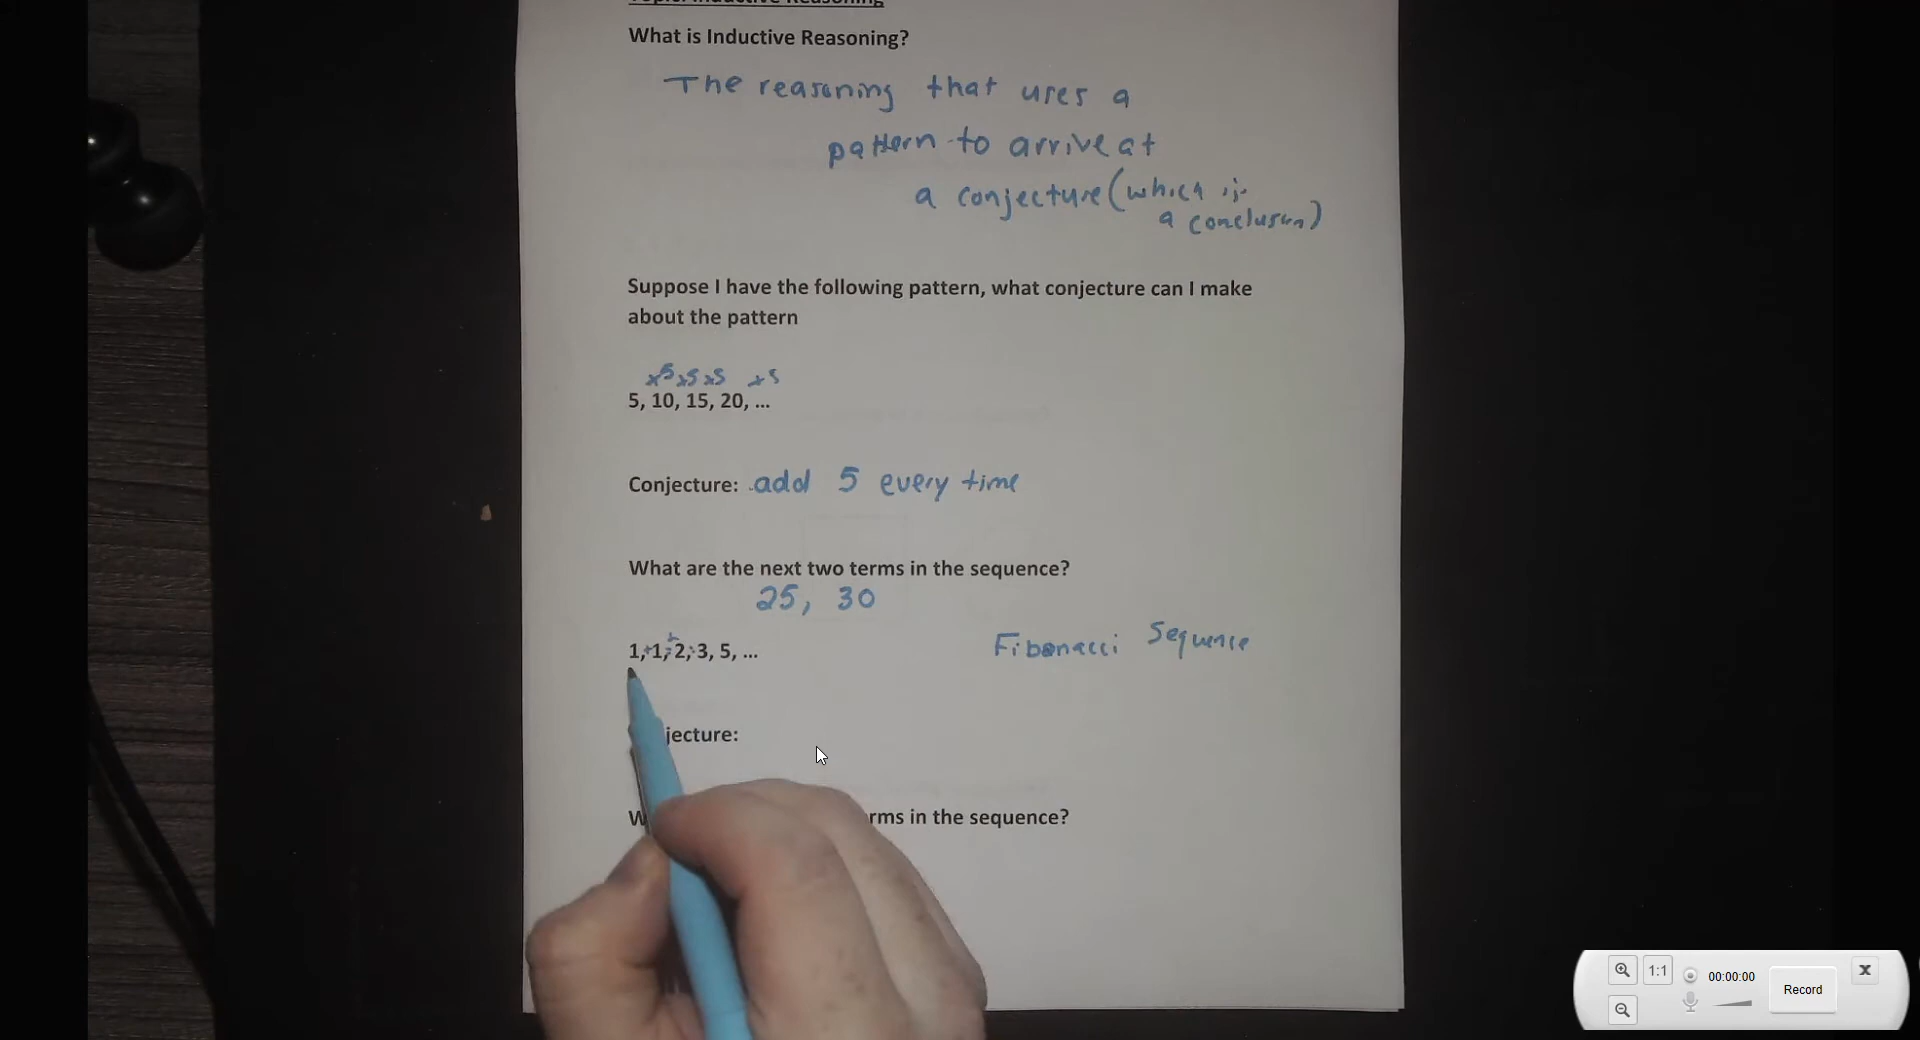 Topic: Inductive Reasoning
What is Inductive Reasoning?
The reasoning that uses a
pattern to arrive at
a conjecture (which is
a conclusion)
Suppose I have the following pattern, what conjecture can I make
about the pattern
+5 +5 +5 +5
5, 10, 15, 20, ...
Conjecture: add 5 every time
What are the next two terms in the sequence?
25, 30
1, 1, 2, 3, 5, ...
Fibonacci Sequence
jecture:
rms in the sequence?
1:1
00:00:00
Record